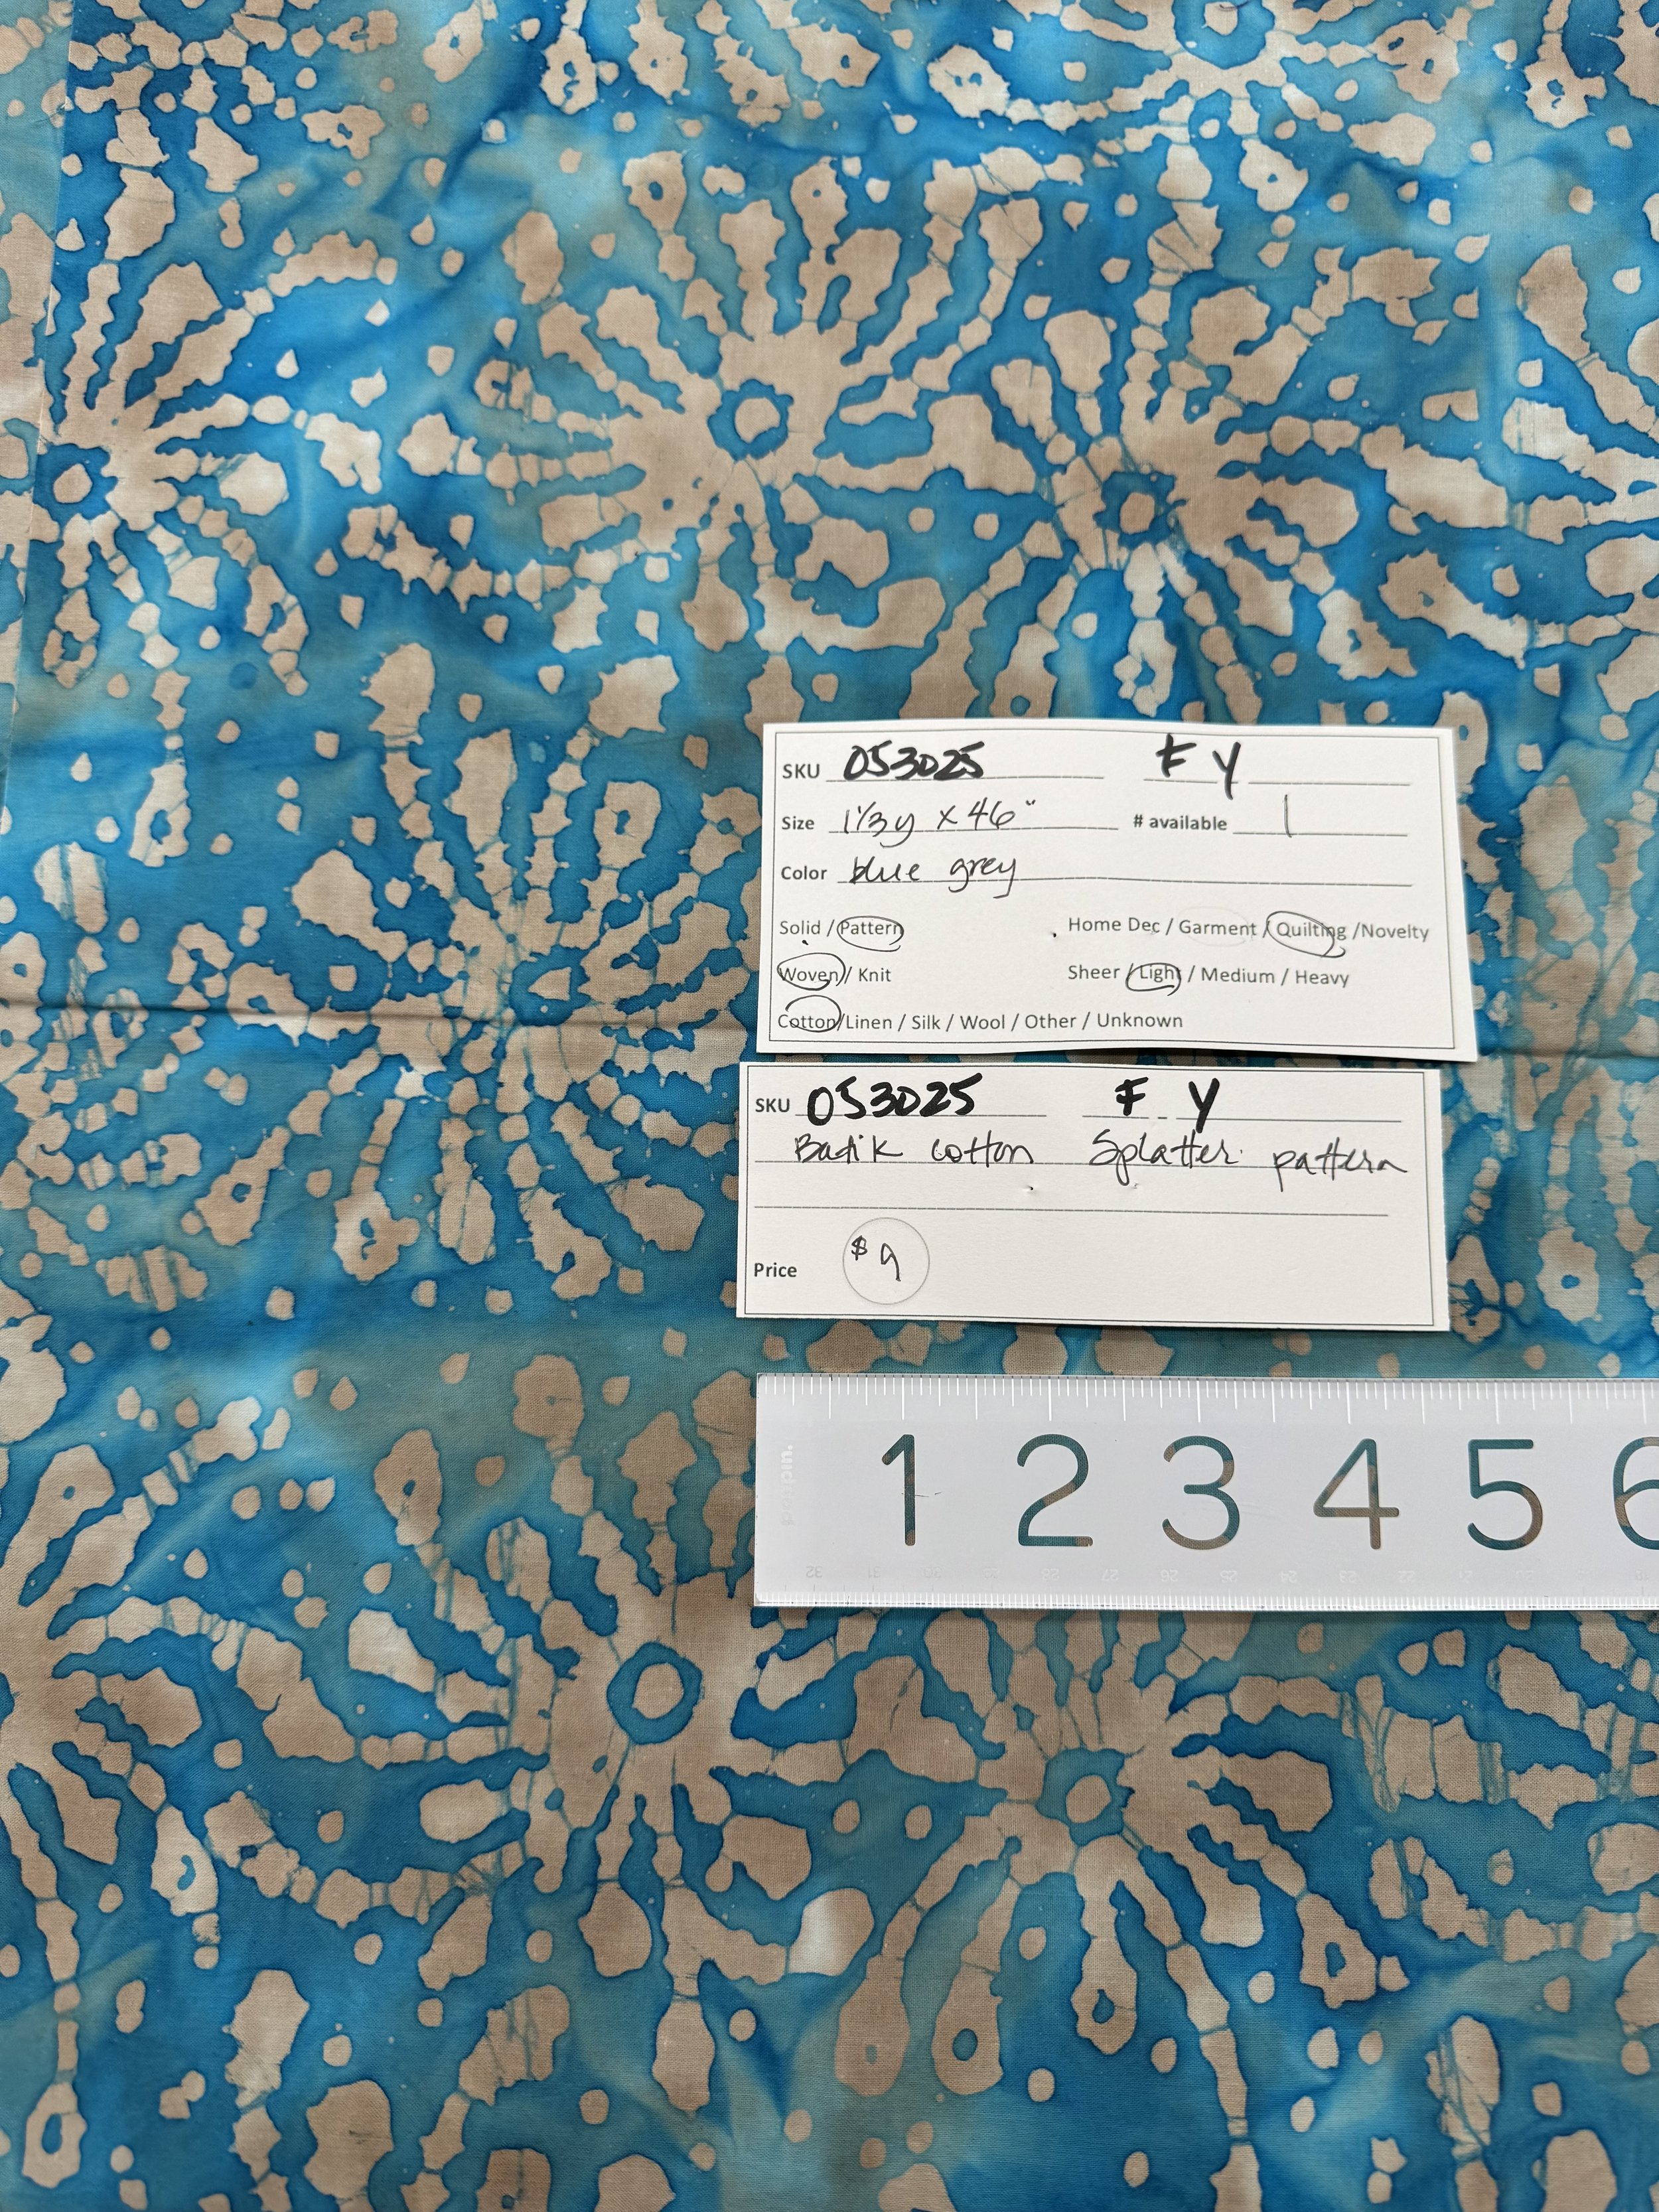 SKU 053025 F Y
Size 1 1/3 y x 46" # available 1
Color blue grey
Solid / Pattern Home Dec / Garment / Quilting /Novelty
Woven / Knit Sheer / Light / Medium / Heavy
Cotton/Linen / Silk / Wool / Other / Unknown
SKU 053025 F Y
Batik cotton Splatter pattern
Price $9
1 2 3 4 5 6